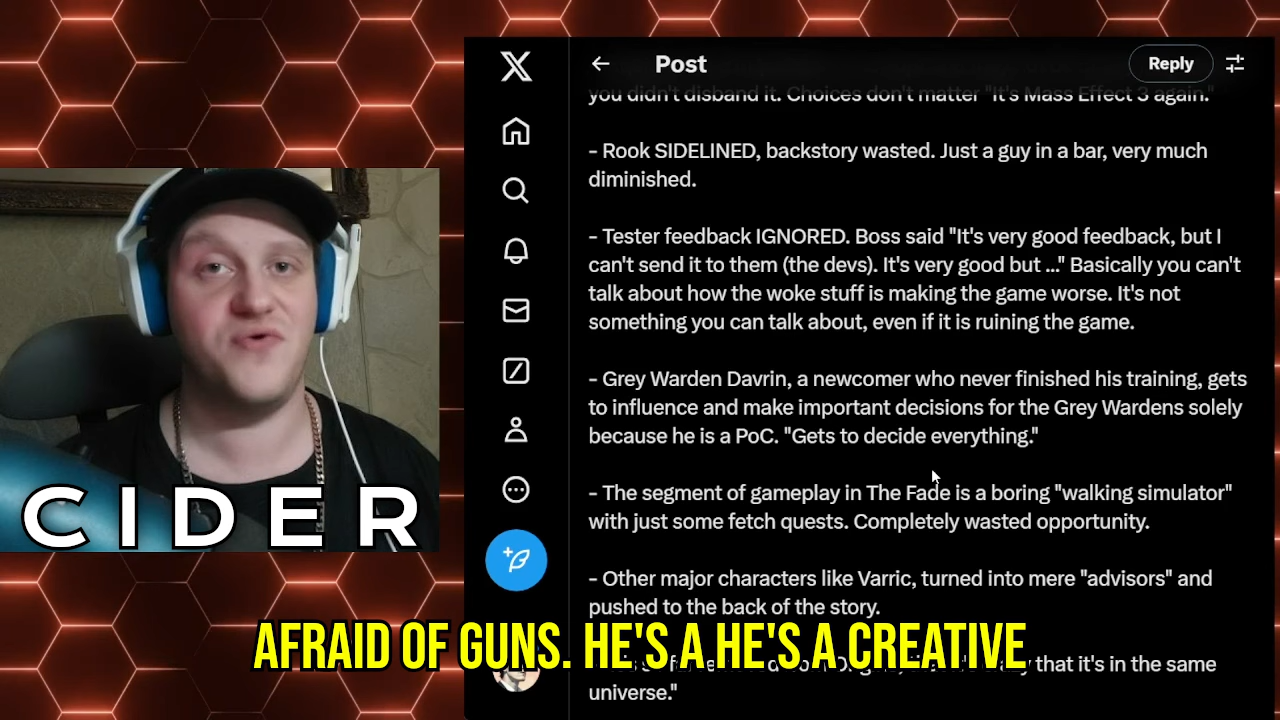 Post
Reply
you didn't disband it. Choices don't matter "It's Mass Effect 3 again."
- Rook SIDELINED, backstory wasted. Just a guy in a bar, very much
diminished.
- Tester feedback IGNORED. Boss said "It's very good feedback, but I
can't send it to them (the devs). It's very good but ..." Basically you can't
talk about how the woke stuff is making the game worse. It's not
something you can talk about, even if it is ruining the game.
- Grey Warden Davrin, a newcomer who never finished his training, gets
to influence and make important decisions for the Grey Wardens solely
because he is a PoC. "Gets to decide everything."
- The segment of gameplay in The Fade is a boring "walking simulator"
with just some fetch quests. Completely wasted opportunity.
- Other major characters like Varric, turned into mere "advisors" and
pushed to the back of the story.
that it's in the same
universe."
CIDER
AFRAID OF GUNS. HE'S A HE'S A CREATIVE